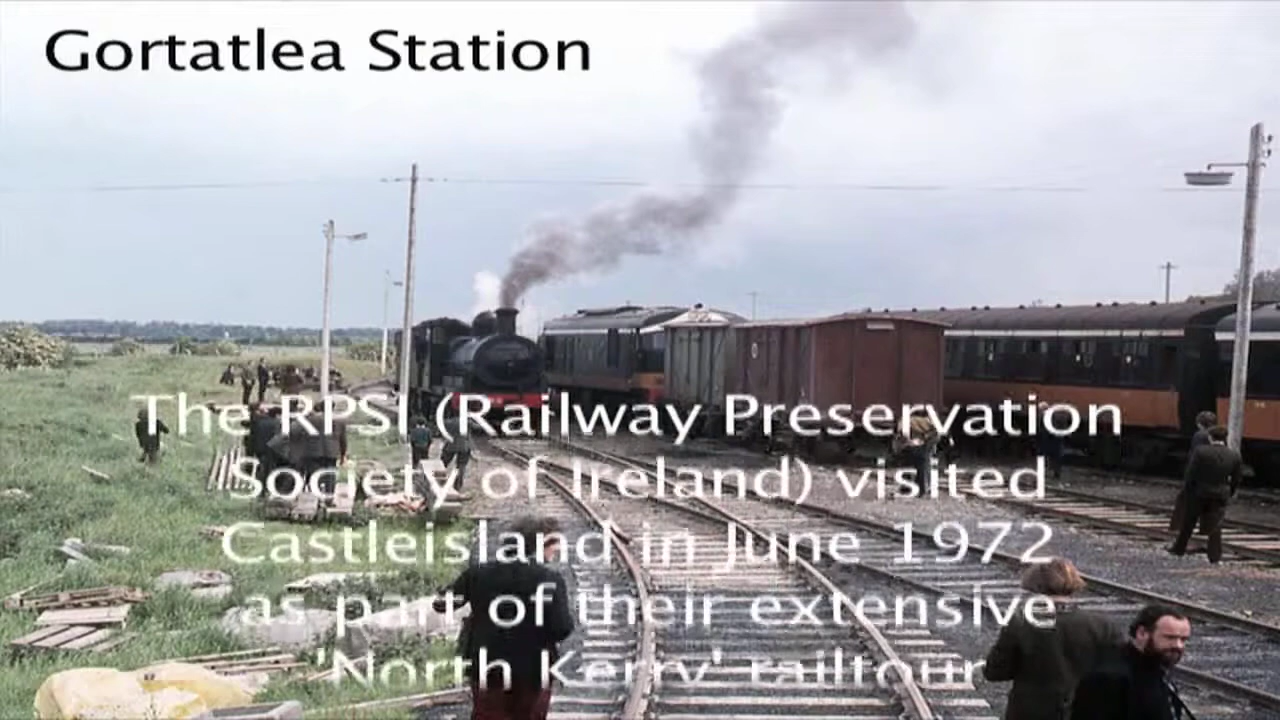 Gortatlea Station
The RPSI (Railway Preservation
Society of Ireland) visited
Castleisland in June 1972
as part of their extensive
'North Kerry' railtour